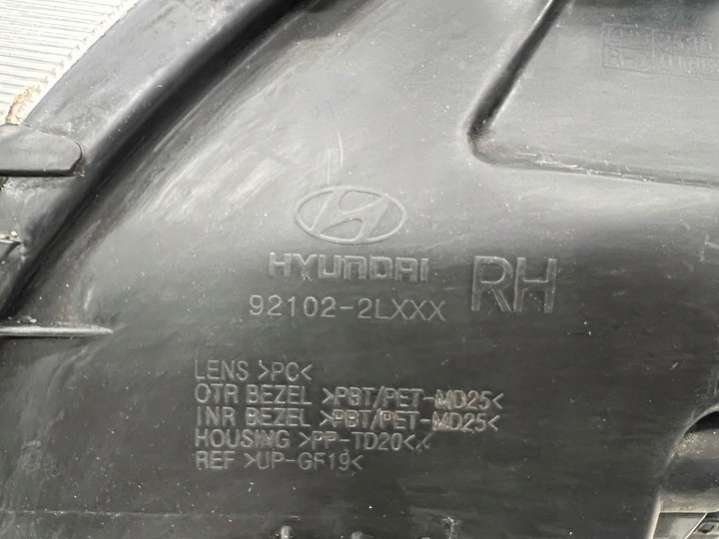 HYUNDAI RH
92102-2LXXX
LENS >PC<
OTR BEZEL >PBT/PET-MD25<
INR BEZEL >PBT/PET-MD25<
HOUSING >PP-TD20<
REF >UP-GF19<